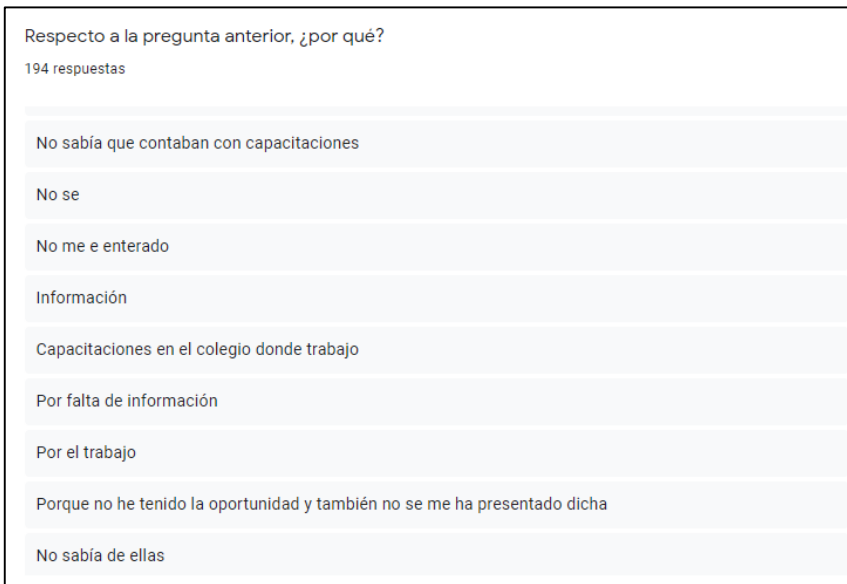 Respecto a la pregunta anterior, ¿por qué?
194 respuestas
No sabía que contaban con capacitaciones
No se
No me e enterado
Información
Capacitaciones en el colegio donde trabajo
Por falta de información
Por el trabajo
Porque no he tenido la oportunidad y también no se me ha presentado dicha
No sabía de ellas